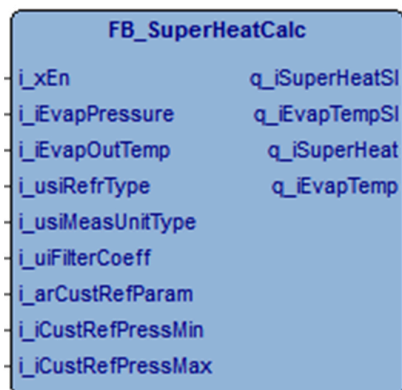 FB_SuperHeatCalc
i_xEn q_iSuperHeatSI
i_iEvapPressure q_iEvapTempSI
i_iEvapOutTemp q_iSuperHeat
i_usiRefrType q_iEvapTemp
i_usiMeasUnitType
i_uiFilterCoeff
i_arCustRefParam
i_iCustRefPressMin
i_iCustRefPressMax